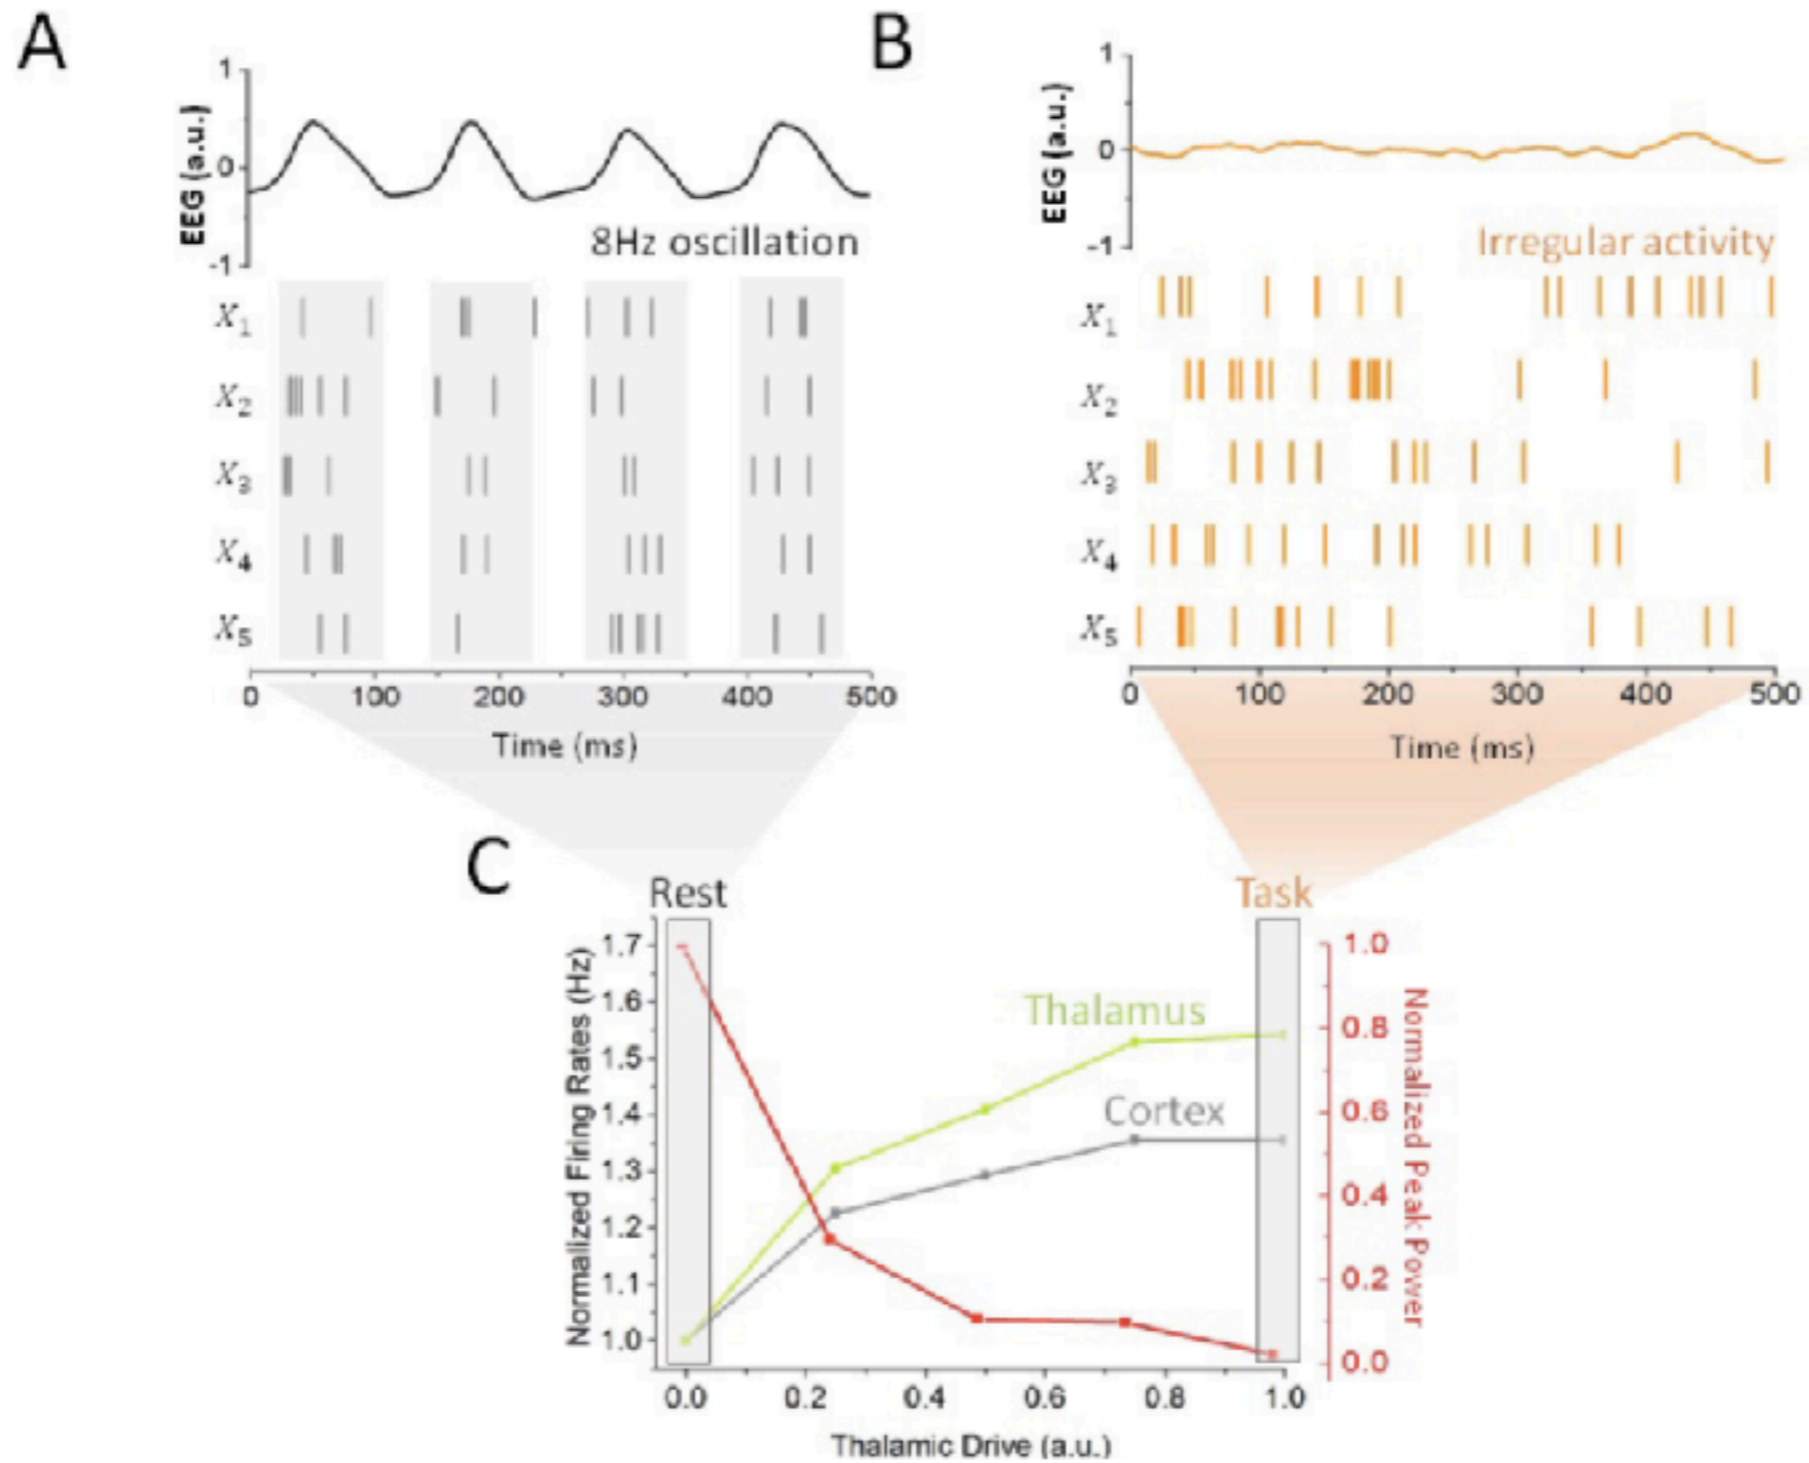 A
B
1
0
-1
EEG (a.u.)
8Hz oscillation
X1
X2
X3
X4
X5
0 100 200 300 400 500
Time (ms)
1
0
-1
EEG (a.u.)
Irregular activity
X1
X2
X3
X4
X5
0 100 200 300 400 500
Time (ms)
C
Rest
Task
1.7
1.6
1.5
1.4
1.3
1.2
1.1
1.0
Normalized Firing Rates (Hz)
Thalamus
Cortex
1.0
0.8
0.6
0.4
0.2
0.0
Normalized Peak Power
0.0 0.2 0.4 0.6 0.8 1.0
Thalamic Drive (a.u.)